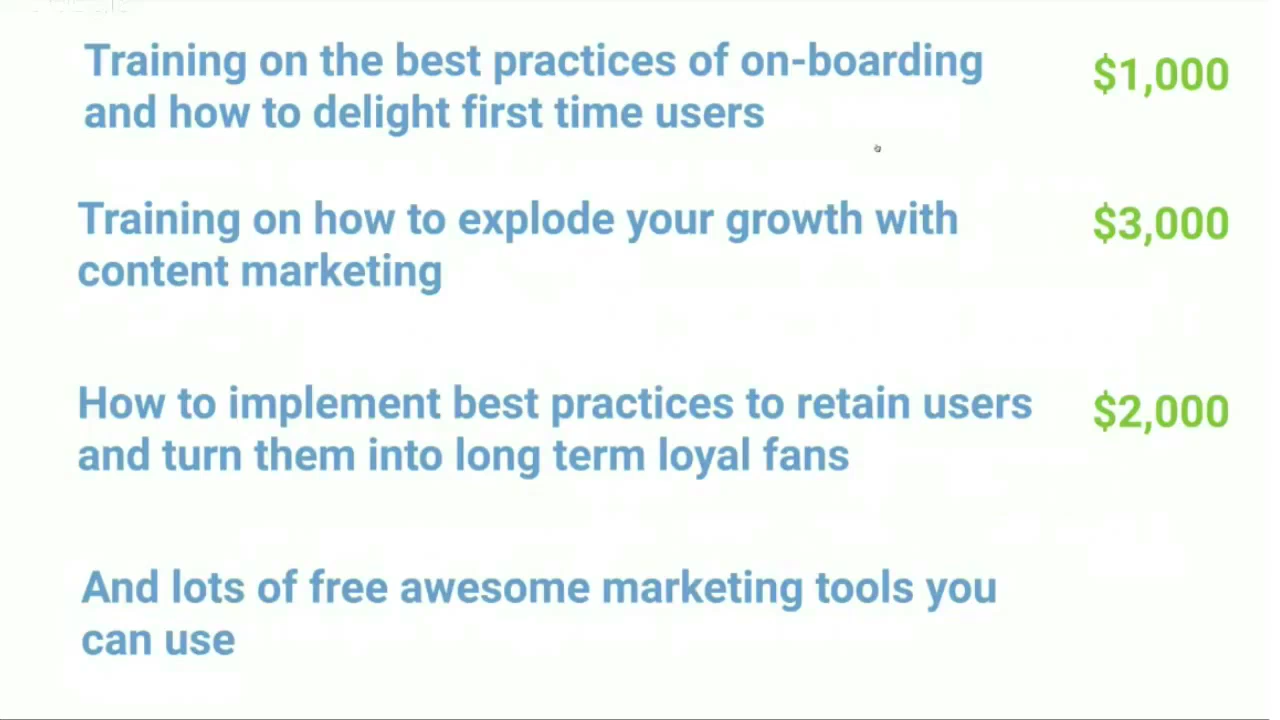 Training on the best practices of on-boarding
and how to delight first time users
$1,000
Training on how to explode your growth with
content marketing
$3,000
How to implement best practices to retain users
and turn them into long term loyal fans
$2,000
And lots of free awesome marketing tools you
can use